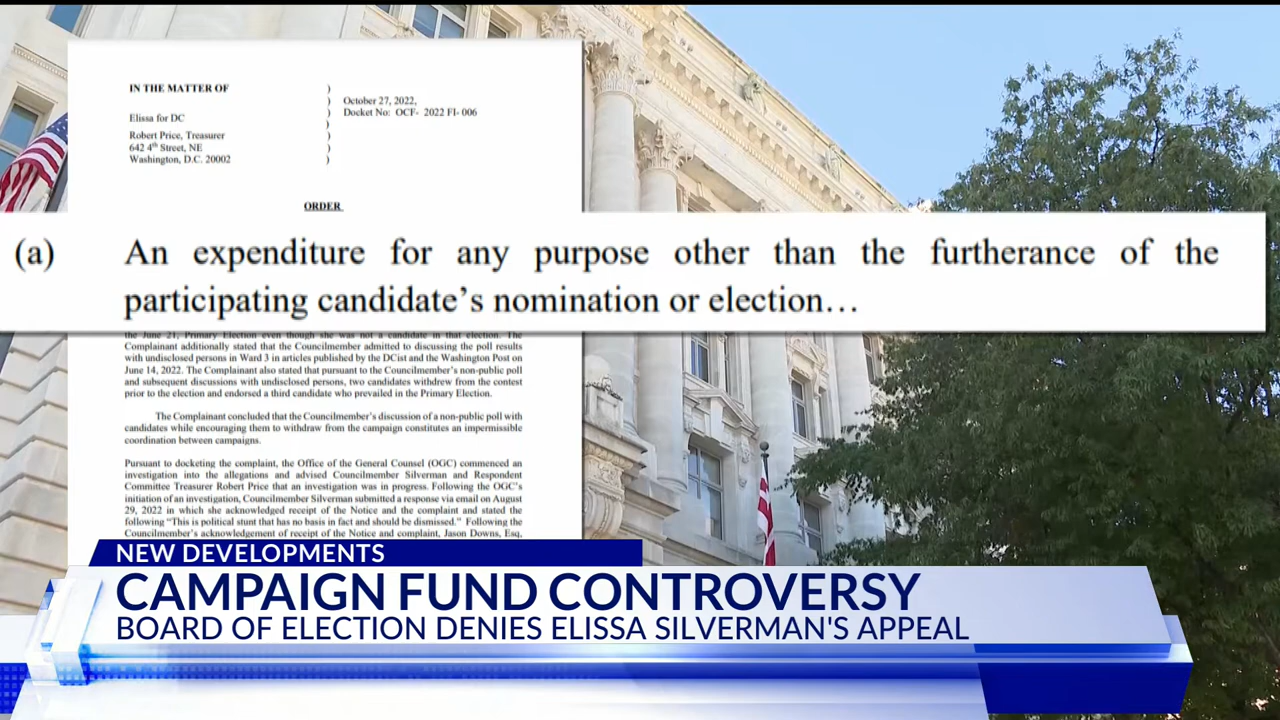 IN THE MATTER OF )
) October 27, 2022,
) Docket No: OCF- 2022 FI- 006
Elissa for DC )
)
Robert Price, Treasurer )
642 4th Street, NE )
Washington, D.C. 20002 )
ORDER
(a) An expenditure for any purpose other than the furtherance of the
participating candidate's nomination or election…
the June 21, Primary Election even though she was not a candidate in that election. The
Complainant additionally stated that the Councilmember admitted to discussing the poll results
with undisclosed persons in Ward 3 in articles published by the DCist and the Washington Post on
June 14, 2022. The Complainant also stated that pursuant to the Councilmember's non-public poll
and subsequent discussions with undisclosed persons, two candidates withdrew from the contest
prior to the election and endorsed a third candidate who prevailed in the Primary Election.
The Complainant concluded that the Councilmember's discussion of a non-public poll with
candidates while encouraging them to withdraw from the campaign constitutes an impermissible
coordination between campaigns.
Pursuant to docketing the complaint, the Office of the General Counsel (OGC) commenced an
investigation into the allegations and advised Councilmember Silverman and Respondent
Committee Treasurer Robert Price that an investigation was in progress. Following the OGC's
initiation of an investigation, Councilmember Silverman submitted a response via email on August
29, 2022 in which she acknowledged receipt of the Notice and the complaint and stated the
following "This is political stunt that has no basis in fact and should be dismissed." Following the
Councilmember's acknowledgement of receipt of the Notice and complaint, Jason Downs, Esq.
NEW DEVELOPMENTS
CAMPAIGN FUND CONTROVERSY
BOARD OF ELECTION DENIES ELISSA SILVERMAN'S APPEAL